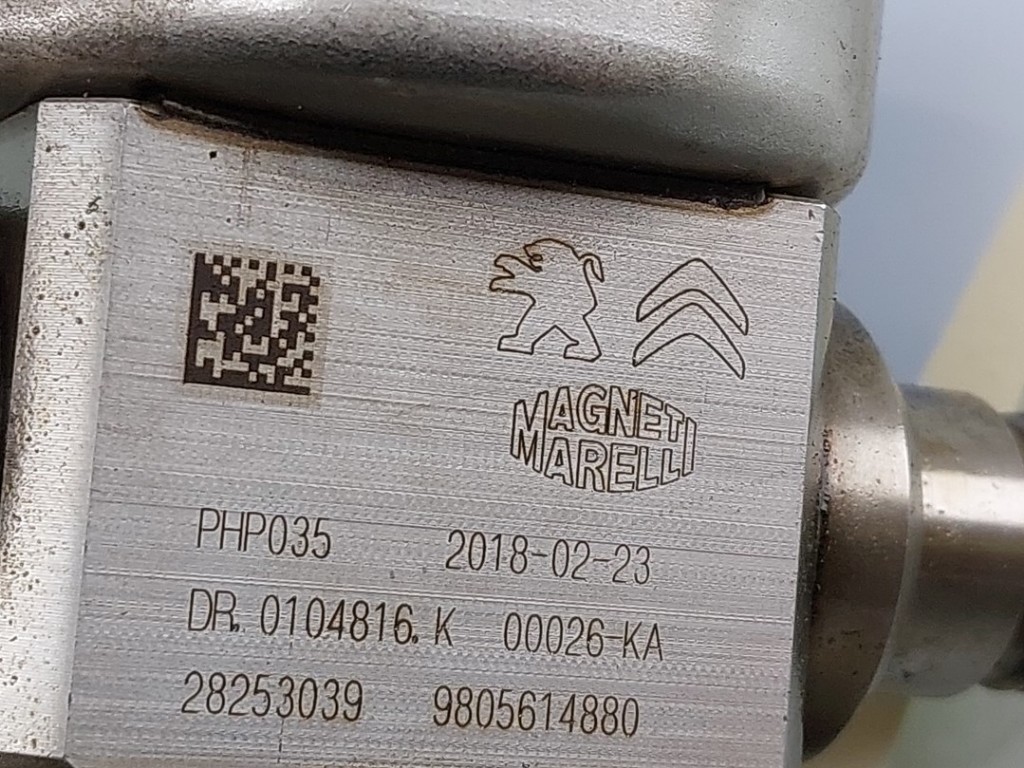 MAGNETI
MARELLI
PHP035 2018-02-23
DR. 0104816.K 00026-KA
28253039 9805614880